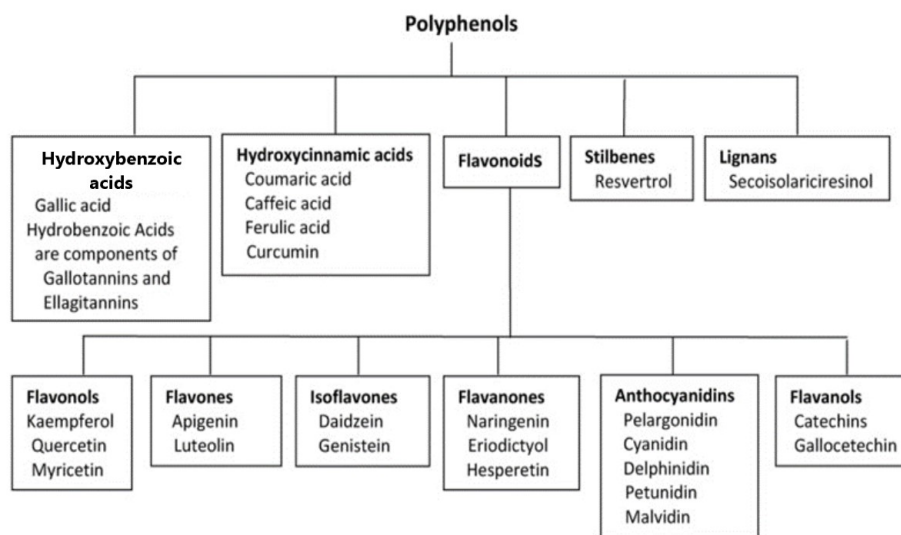 Polyphenols
Hydroxybenzoic
acids
Gallic acid
Hydrobenzoic Acids
are components of
Gallotannins and
Ellagitannins
Hydroxycinnamic acids
Coumaric acid
Caffeic acid
Ferulic acid
Curcumin
Flavonoids
Stilbenes
Resvertrol
Lignans
Secoisolariciresinol
Flavonols
Kaempferol
Quercetin
Myricetin
Flavones
Apigenin
Luteolin
Isoflavones
Daidzein
Genistein
Flavanones
Naringenin
Eriodictyol
Hesperetin
Anthocyanidins
Pelargonidin
Cyanidin
Delphinidin
Petunidin
Malvidin
Flavanols
Catechins
Gallocetechin